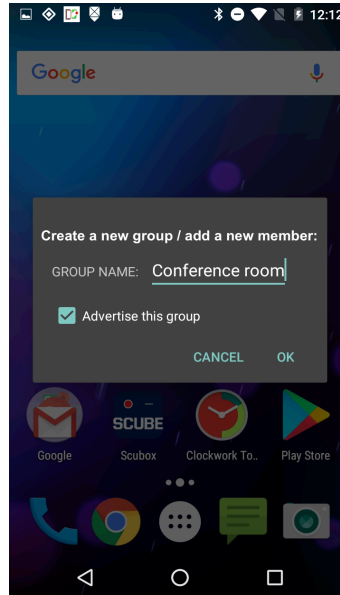 12:12
Google
Create a new group / add a new member:
GROUP NAME: Conference room
Advertise this group
CANCEL OK
SCUBE
Google Scubox Clockwork To.. Play Store